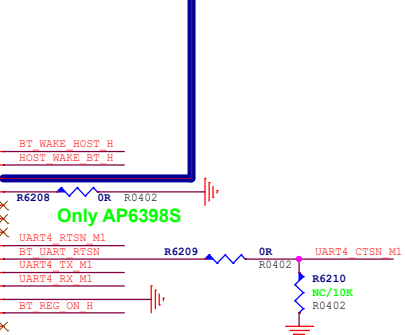 BT_WAKE_HOST_H
HOST_WAKE_BT_H
R6208 0R R0402
Only AP6398S
UART4_RTSN_M1
BT_UART_RTSN
UART4_TX_M1
UART4_RX_M1
BT_REG_ON_H
R6209 0R UART4_CTSN_M1
R0402
R6210
NC/10K
R0402